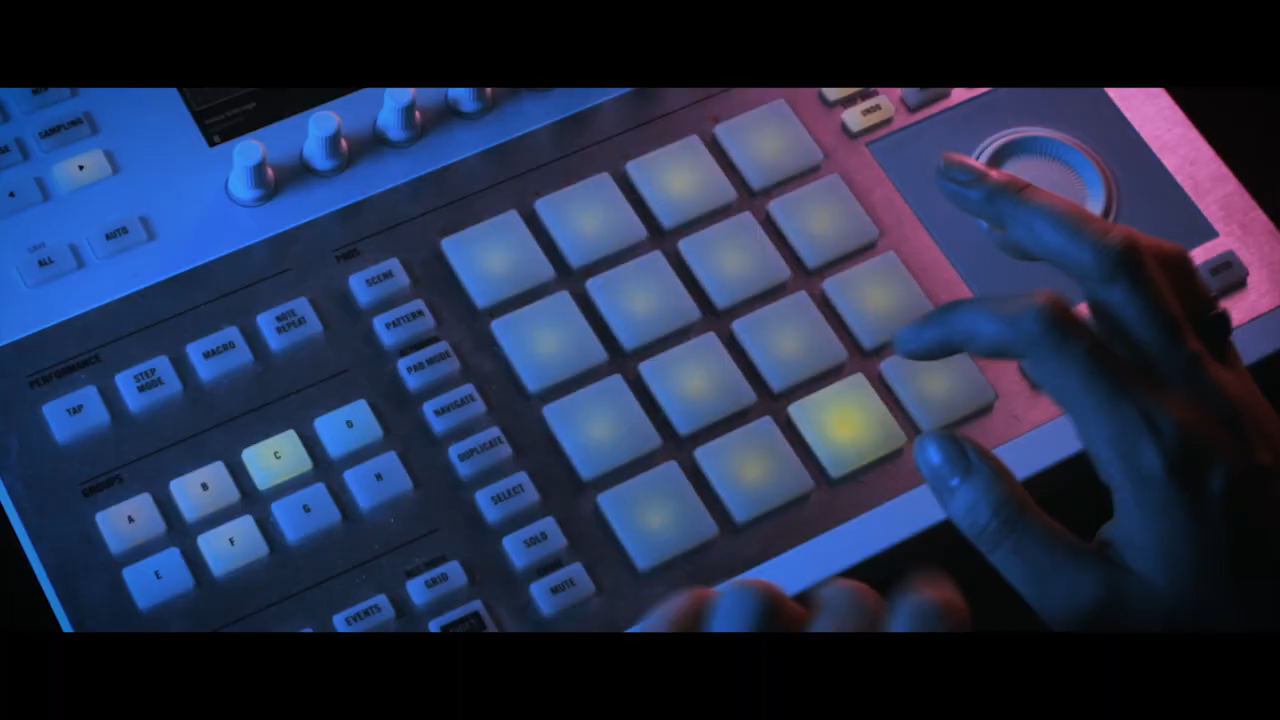 SAMPLING
UNDO
ALL
AUTO
PADS
SCENE
PATTERN
PAD MODE
NAVIGATE
DUPLICATE
SELECT
SOLO
MUTE
PERFORMANCE
TAP
STEP
MODE
MACRO
NOTE
REPEAT
GROUPS
A
B
C
D
E
F
G
H
EVENTS
GRID
ENTER